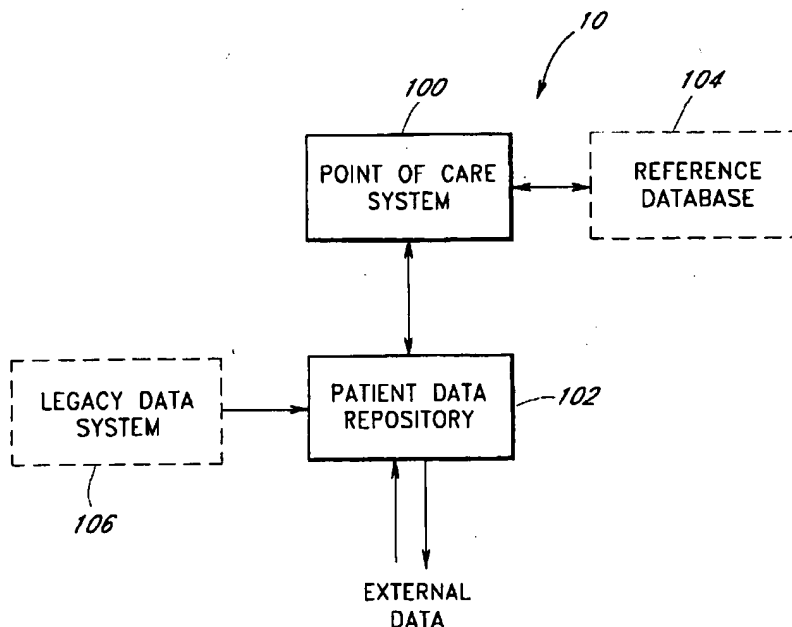 10
100
104
POINT OF CARE
SYSTEM
REFERENCE
DATABASE
LEGACY DATA
SYSTEM
PATIENT DATA
REPOSITORY
102
106
EXTERNAL
DATA